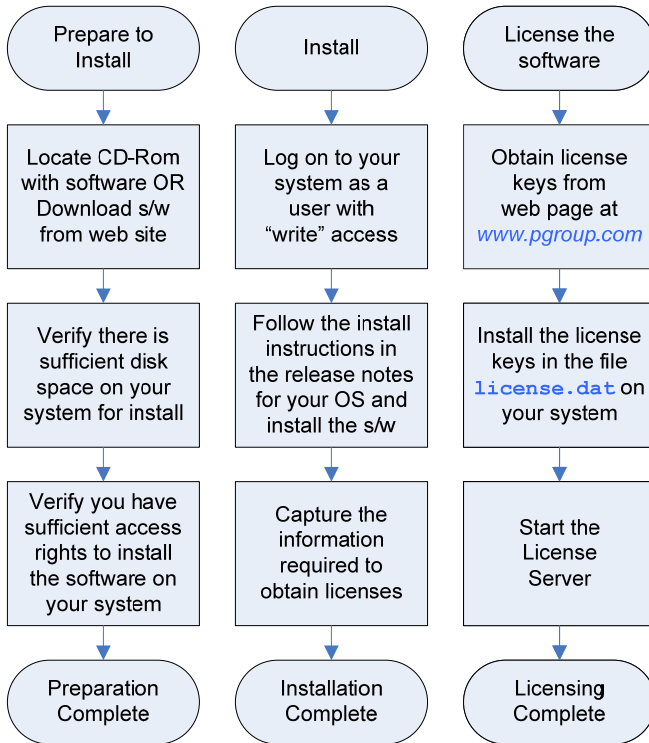 Prepare to
Install
Locate CD-Rom
with software OR
Download s/w
from web site
Verify there is
sufficient disk
space on your
system for install
Verify you have
sufficient access
rights to install
the software on
your system
Preparation
Complete
Install
Log on to your
system as a
user with
“write” access
Follow the install
instructions in
the release notes
for your OS and
install the s/w
Capture the
information
required to
obtain licenses
Installation
Complete
License the
software
Obtain license
keys from
web page at
www.pgroup.com
Install the license
keys in the file
license.dat on
your system
Start the
License
Server
Licensing
Complete